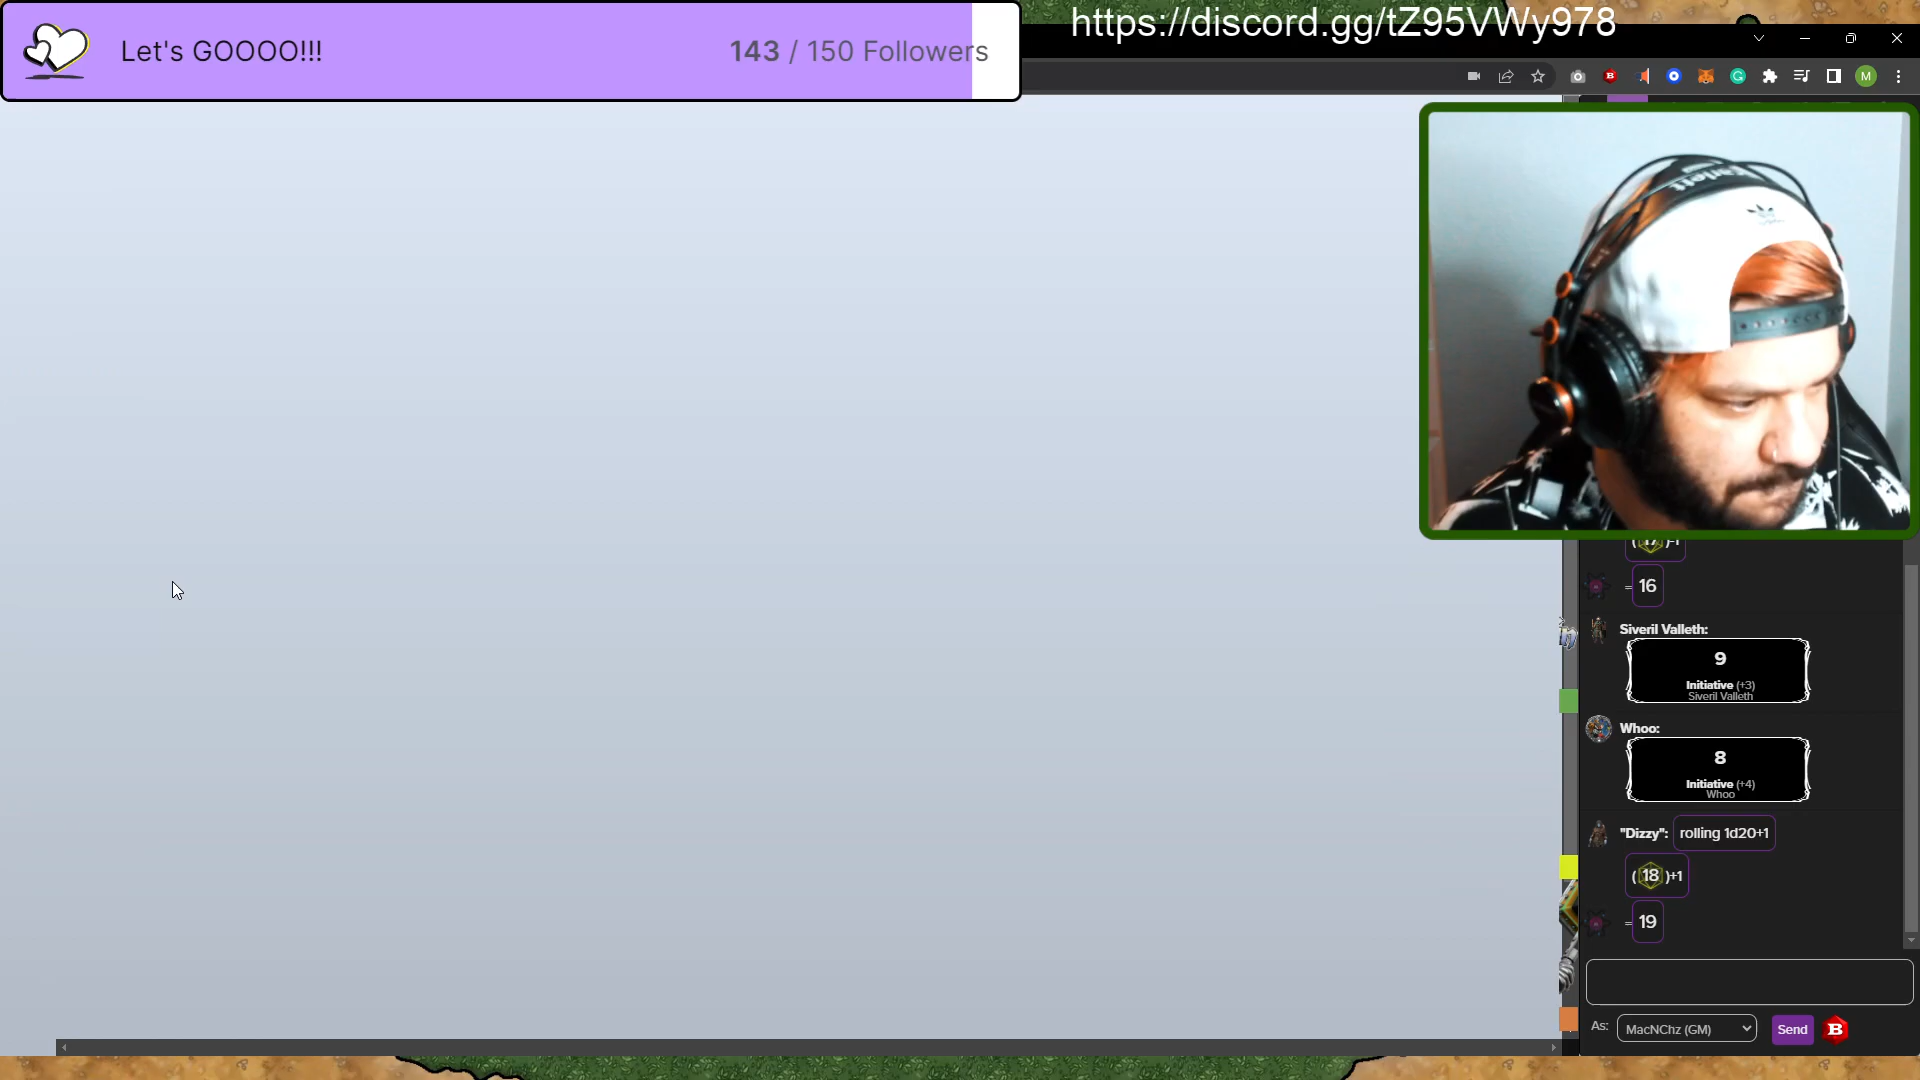 https://discord.gg/tZ95VWy978
Let's GOOOO!!! 143 / 150 Followers
M
=16
Siveril Valleth:
9
Initiative (+3)
Siveril Valleth
Whoo:
8
Initiative (+4)
Whoo
"Dizzy": rolling 1d20+1
(18)+1
=19
As: MacNChz (GM) Send B